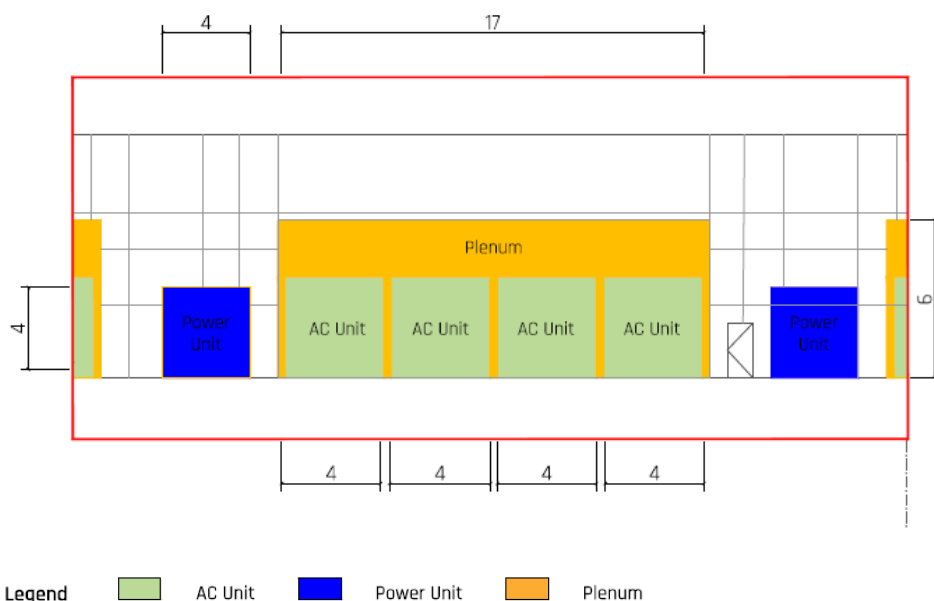 4
17
Plenum
4
Power
Unit
AC Unit
AC Unit
AC Unit
AC Unit
Power
Unit
6
4
4
4
4
Legend
AC Unit
Power Unit
Plenum